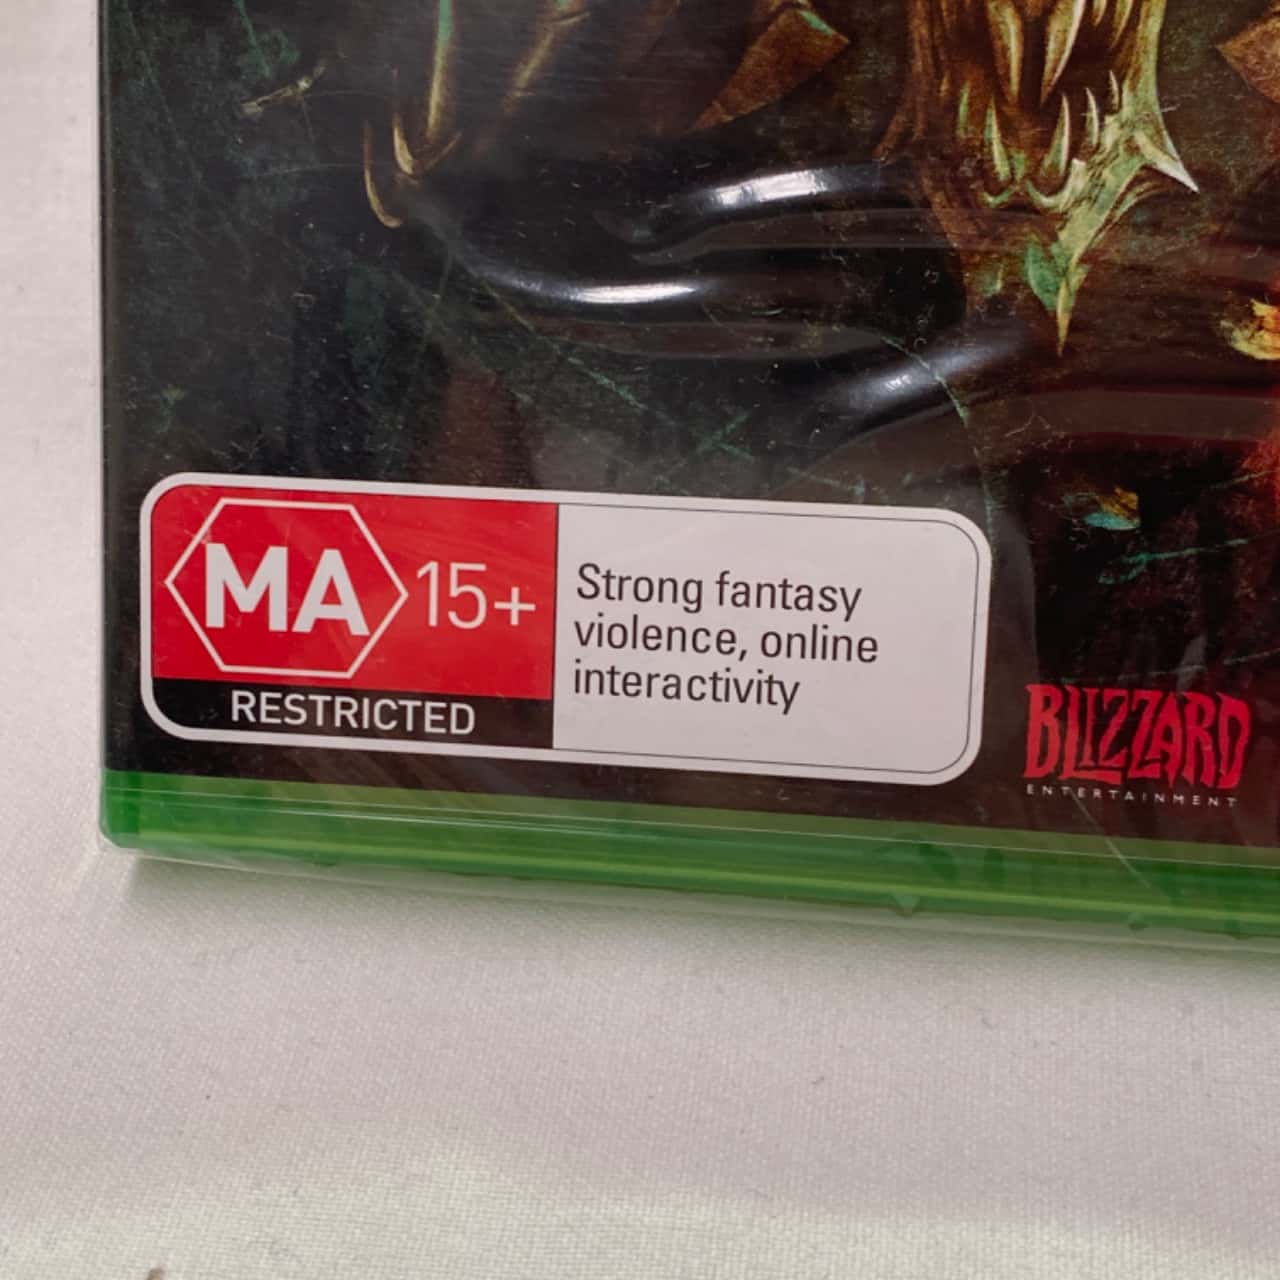 MA 15+
RESTRICTED
Strong fantasy
violence, online
interactivity
BLIZZARD
ENTERTAINMENT